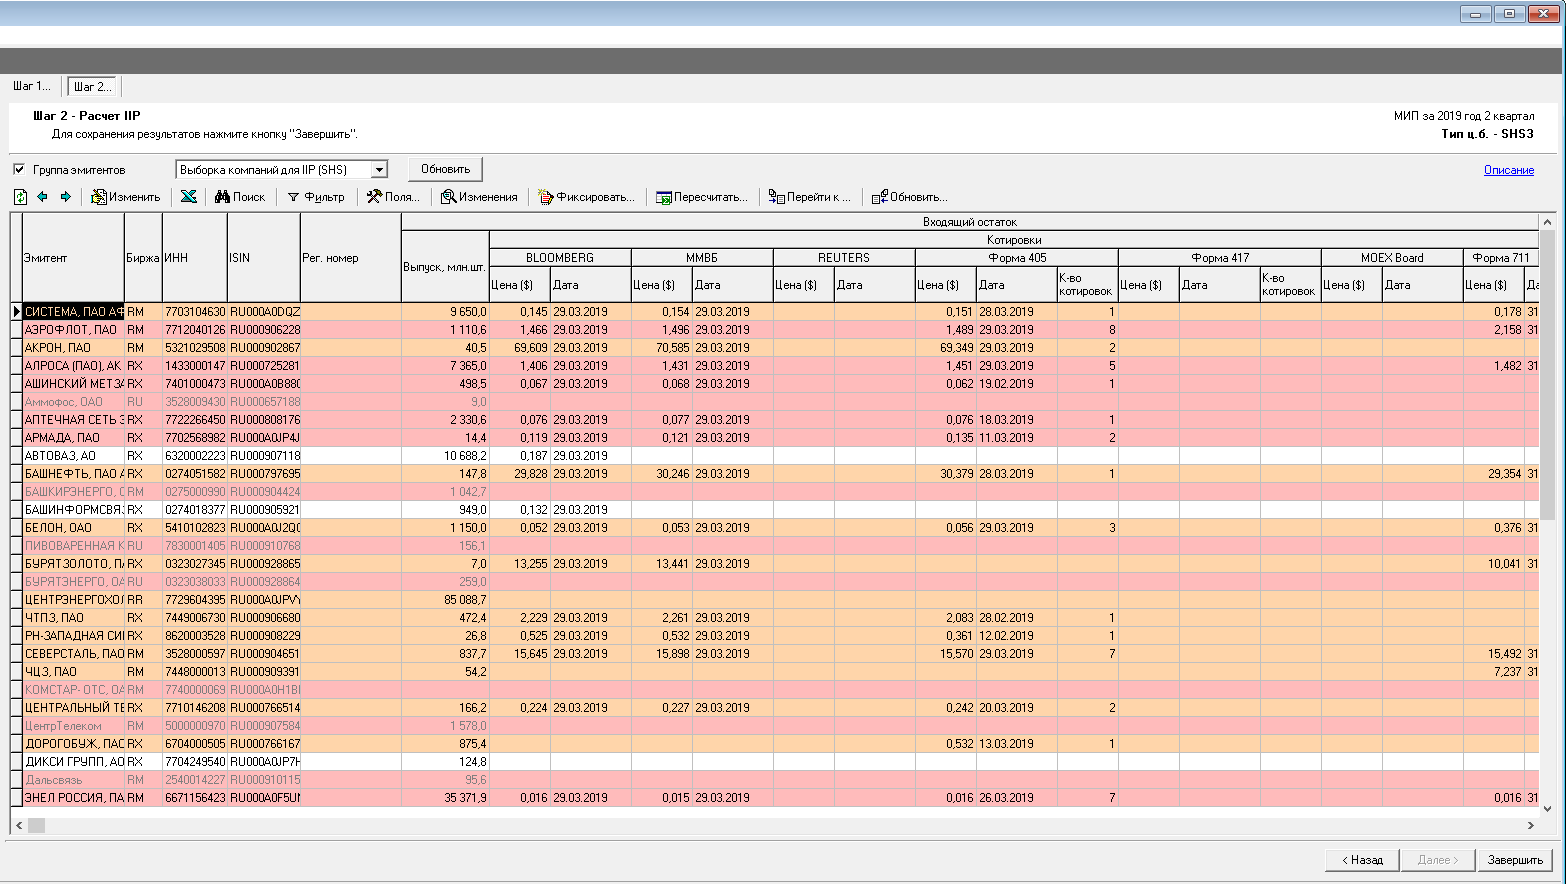 Шаг 1... Шаг 2...
Шаг 2 - Расчет IIP МИП за 2019 год 2 квартал
Для сохранения результатов нажмите кнопку "Завершить". Тип ц.б. - SHS3
Группа эмитентов Выборка компаний для IIP (SHS) Обновить Описание
Изменить Поиск Фильтр Поля... Изменения Фиксировать... Пересчитать... Перейти к ... Обновить...
Входящий остаток
Котировки
Эмитент Биржа ИНН ISIN Рег. номер Выпуск, млн.шт. BLOOMBERG ММВБ REUTERS Форма 405 Форма 417 MOEX Board Форма 711
Цена ($) Дата Цена ($) Дата Цена ($) Дата Цена ($) Дата К-во котировок Цена ($) Дата К-во котировок Цена ($) Дата Цена ($) Да
СИСТЕМА, ПАО АФ RM 7703104630 RU000A0DQZ 9 650,0 0,145 29.03.2019 0,154 29.03.2019 0,151 28.03.2019 1 0,178 31
АЭРОФЛОТ, ПАО RM 7712040126 RU000906228 1 110,6 1,466 29.03.2019 1,496 29.03.2019 1,489 29.03.2019 8 2,158 31
АКРОН, ПАО RM 5321029508 RU000902867 40,5 69,609 29.03.2019 70,585 29.03.2019 69,349 29.03.2019 2
АЛРОСА (ПАО), АК RX 1433000147 RU000725281 7 365,0 1,406 29.03.2019 1,431 29.03.2019 1,451 29.03.2019 5 1,482 31
АШИНСКИЙ МЕТЗА RX 7401000473 RU000A0B88G 498,5 0,067 29.03.2019 0,068 29.03.2019 0,062 19.02.2019 1
Аммофос, ОАО RU 3528009430 RU000657188 9,0
АПТЕЧНАЯ СЕТЬ 3 RX 7722266450 RU000808176 2 330,6 0,076 29.03.2019 0,077 29.03.2019 0,076 18.03.2019 1
АРМАДА, ПАО RX 7702568982 RU000A0JP4J 14,4 0,119 29.03.2019 0,121 29.03.2019 0,135 11.03.2019 2
АВТОВАЗ, АО RX 6320002223 RU000907118 10 688,2 0,187 29.03.2019
БАШНЕФТЬ, ПАО А RX 0274051582 RU000797695 147,8 29,828 29.03.2019 30,246 29.03.2019 30,379 28.03.2019 1 29,354 31
БАШКИРЭНЕРГО, О RM 0275000990 RU000904424 1 042,7
БАШИНФОРМСВЯЗ RX 0274018377 RU000905921 949,0 0,132 29.03.2019
БЕЛОН, ОАО RX 5410102823 RU000A0J2QG 1 150,0 0,052 29.03.2019 0,053 29.03.2019 0,056 29.03.2019 3 0,376 31
ПИВОВАРЕННАЯ К RU 7830001405 RU000910768 156,1
БУРЯТЗОЛОТО, ПА RX 0323027345 RU000928865 7,0 13,255 29.03.2019 13,441 29.03.2019 10,041 31
БУРЯТЭНЕРГО, ОА RU 0323038033 RU000928864 259,0
ЦЕНТРЭНЕРГОХОЛ RR 7729604395 RU000A0JPVY 85 088,7
ЧТПЗ, ПАО RX 7449006730 RU000906680 472,4 2,229 29.03.2019 2,261 29.03.2019 2,083 28.02.2019 1
РН-ЗАПАДНАЯ СИ RX 8620003528 RU000908229 26,8 0,525 29.03.2019 0,532 29.03.2019 0,361 12.02.2019 1
СЕВЕРСТАЛЬ, ПАО RM 3528000597 RU000904651 837,7 15,645 29.03.2019 15,898 29.03.2019 15,570 29.03.2019 7 15,492 31
ЧЦЗ, ПАО RM 7448000013 RU000909391 54,2 7,237 31
КОМСТАР- ОТС, ОА RM 7740000069 RU000A0H1B
ЦЕНТРАЛЬНЫЙ ТЕ RX 7710146208 RU000766514 166,2 0,224 29.03.2019 0,227 29.03.2019 0,242 20.03.2019 2
ЦентрТелеком RM 5000000970 RU000907584 1 578,0
ДОРОГОБУЖ, ПАО RX 6704000505 RU000766167 875,4 0,532 13.03.2019 1
ДИКСИ ГРУПП, АО RX 7704249540 RU000A0JP7H 124,8
Дальсвязь RM 2540014227 RU000910115 95,6
ЭНЕЛ РОССИЯ, ПА RM 6671156423 RU000A0F5U 35 371,9 0,016 29.03.2019 0,015 29.03.2019 0,016 26.03.2019 7 0,016 31
< Назад Далее > Завершить